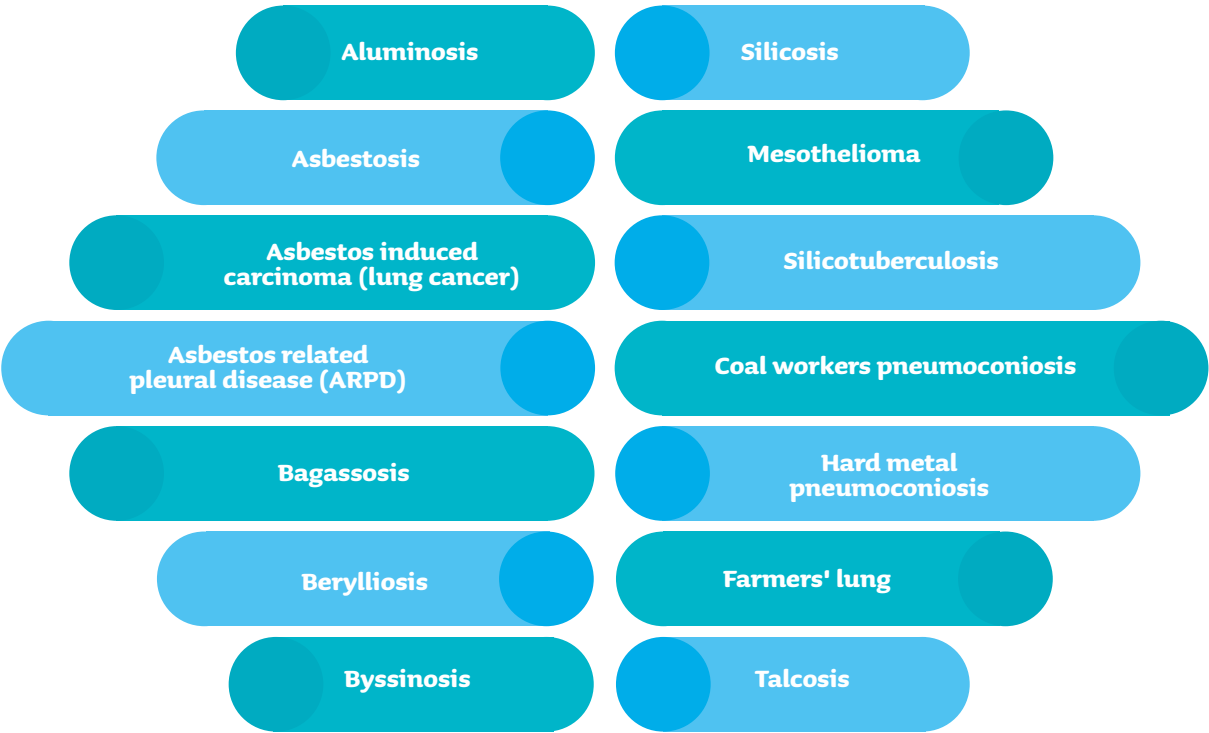 Aluminosis
Silicosis
Asbestosis
Mesothelioma
Asbestos induced
carcinoma (lung cancer)
Silicotuberculosis
Asbestos related
pleural disease (ARPD)
Coal workers pneumoconiosis
Bagassosis
Hard metal
pneumoconiosis
Berylliosis
Farmers' lung
Byssinosis
Talcosis